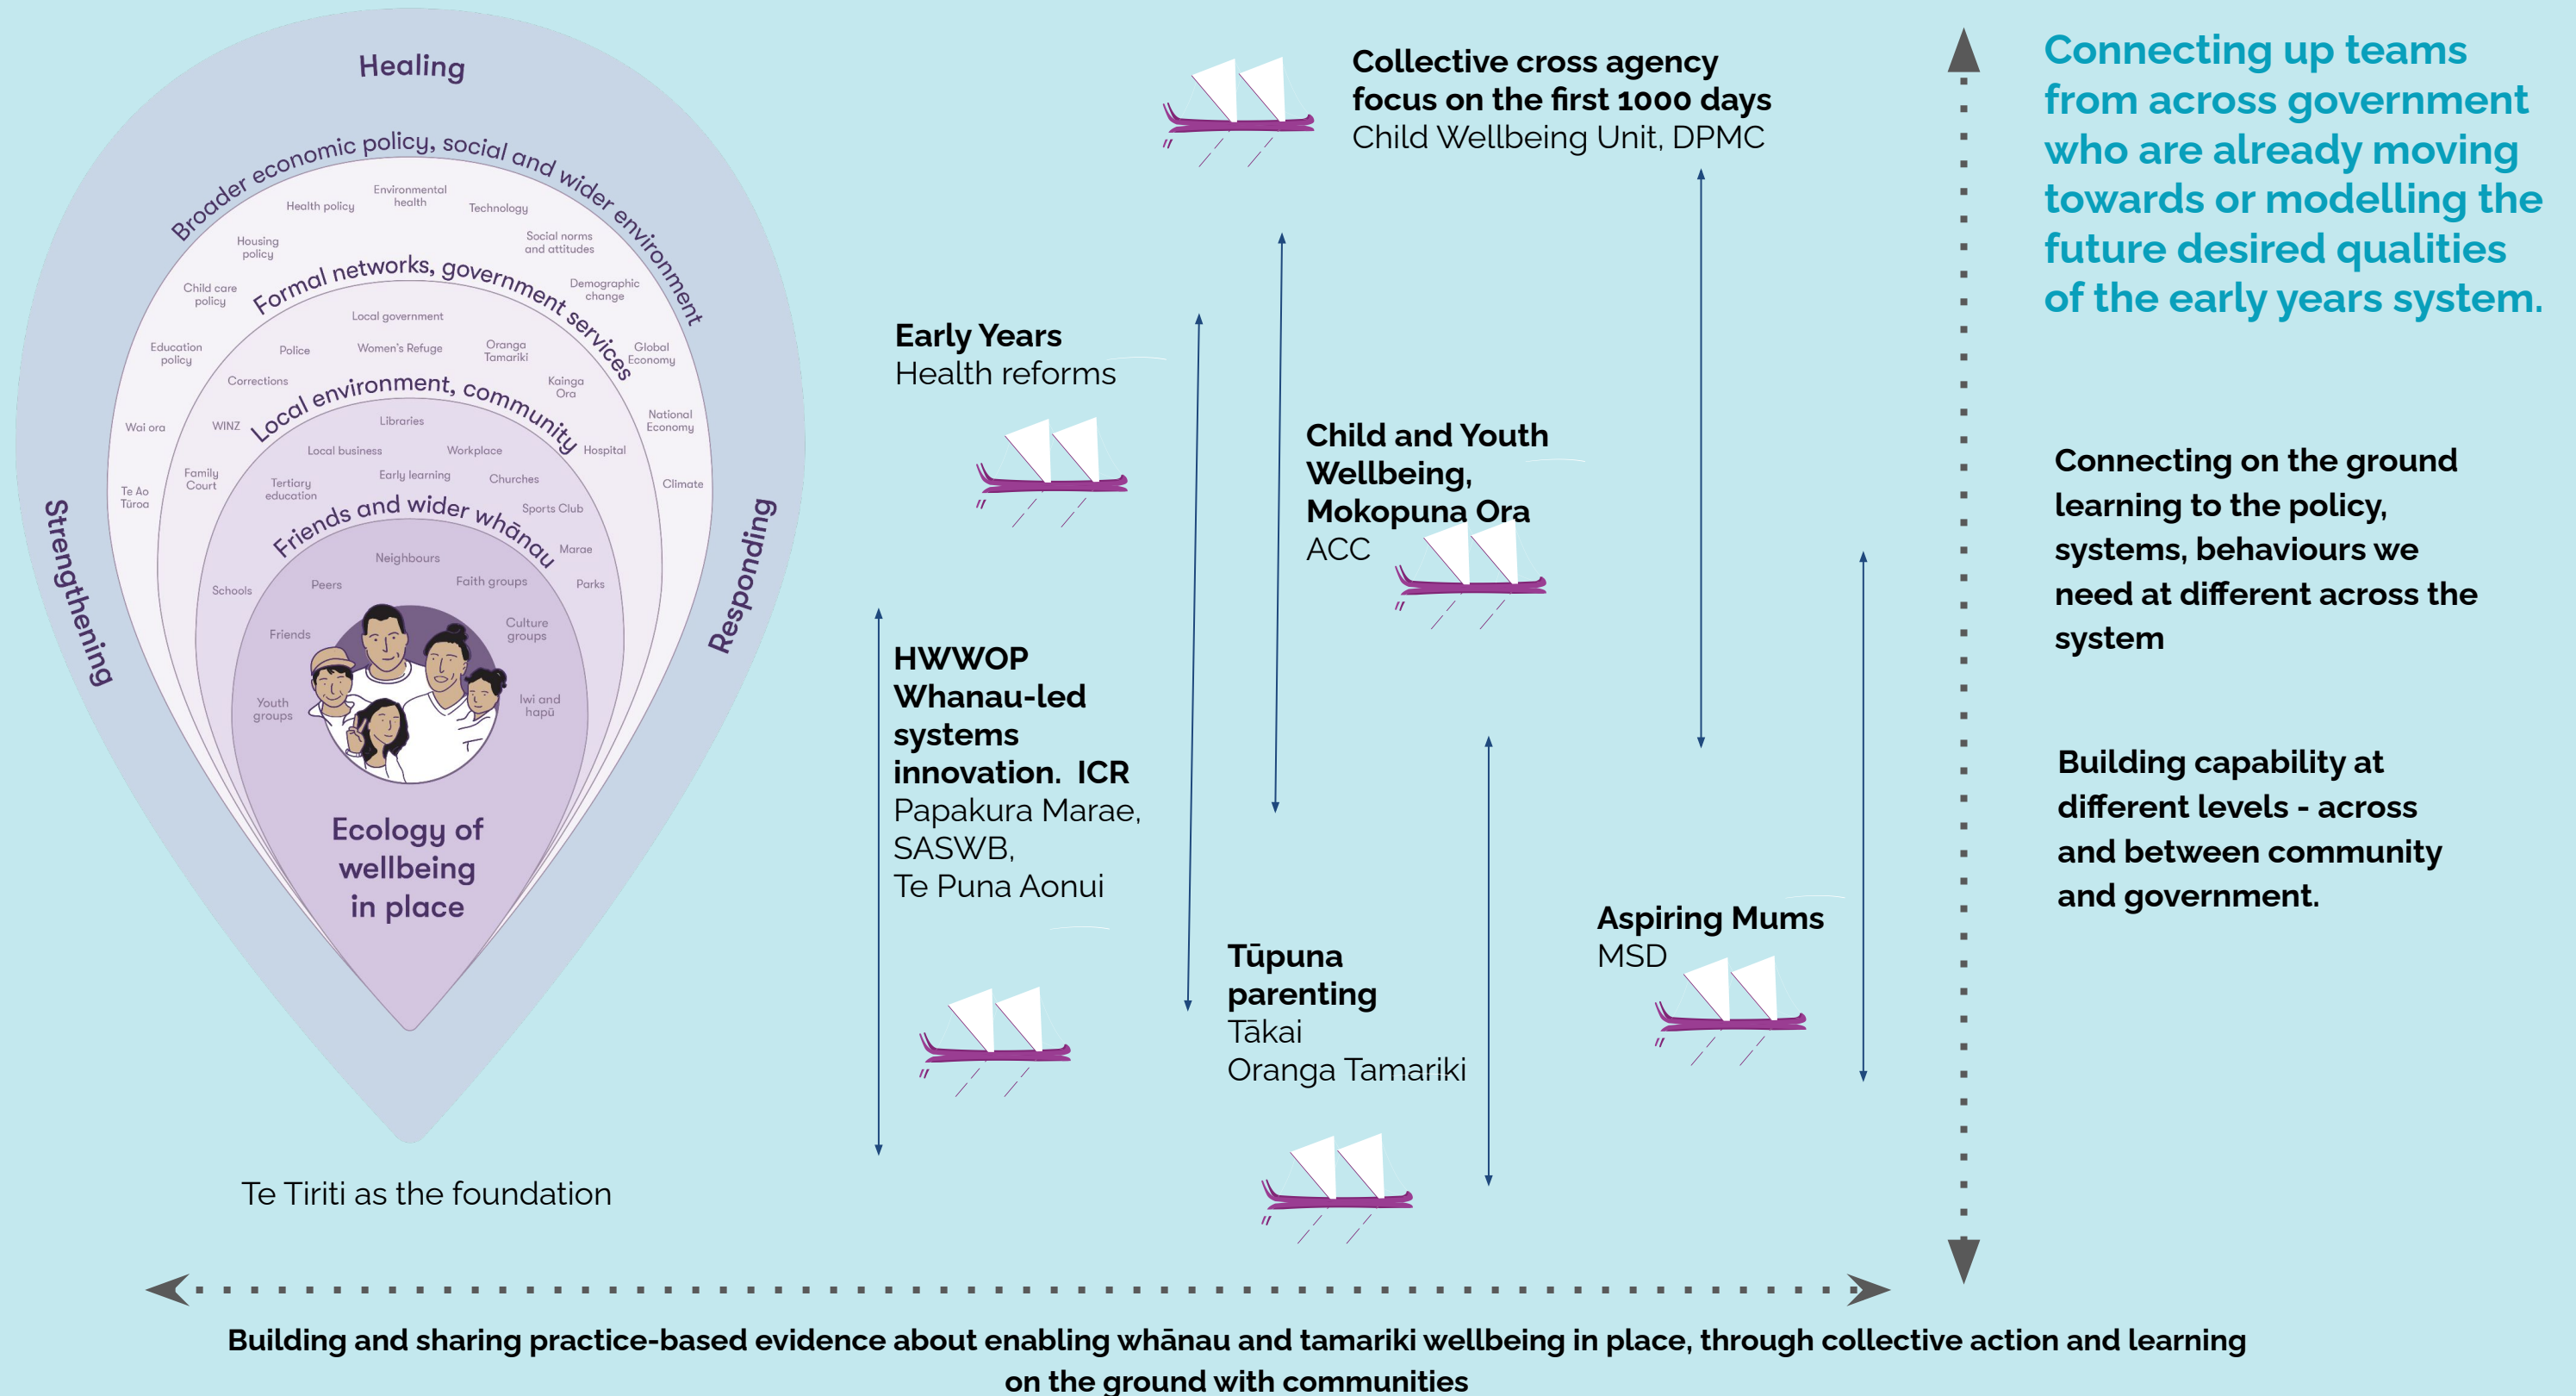 Healing
Broader economic policy, social and wider environment
Environmental
health
Health policy
Technology
Housing
policy
Social norms
and attitudes
Child care
policy
Demographic
change
Education
policy
Global
Economy
Wai ora
National
Economy
Te Ao
Tūroa
Climate
Formal networks, government services
Local government
Police
Women's Refuge
Oranga
Tamariki
Corrections
Kainga
Ora
WINZ
Hospital
Family
Court
Local environment, community
Libraries
Local business
Workplace
Early learning
Churches
Tertiary
education
Sports Club
Marae
Schools
Parks
Friends and wider whānau
Neighbours
Peers
Faith groups
Friends
Culture
groups
Youth
groups
Iwi and
hapū
Ecology of
wellbeing
in place
Strengthening
Responding
Te Tiriti as the foundation
Collective cross agency
focus on the first 1000 days
Child Wellbeing Unit, DPMC
Early Years
Health reforms
Child and Youth
Wellbeing,
Mokopuna Ora
ACC
HWWOP
Whanau-led
systems
innovation.  ICR
Papakura Marae,
SASWB,
Te Puna Aonui
Tūpuna
parenting
Tākai
Oranga Tamariki
Aspiring Mums
MSD
Connecting up teams
from across government
who are already moving
towards or modelling the
future desired qualities
of the early years system.
Connecting on the ground
learning to the policy,
systems, behaviours we
need at different across the
system
Building capability at
different levels - across
and between community
and government.
Building and sharing practice-based evidence about enabling whānau and tamariki wellbeing in place, through collective action and learning
on the ground with communities